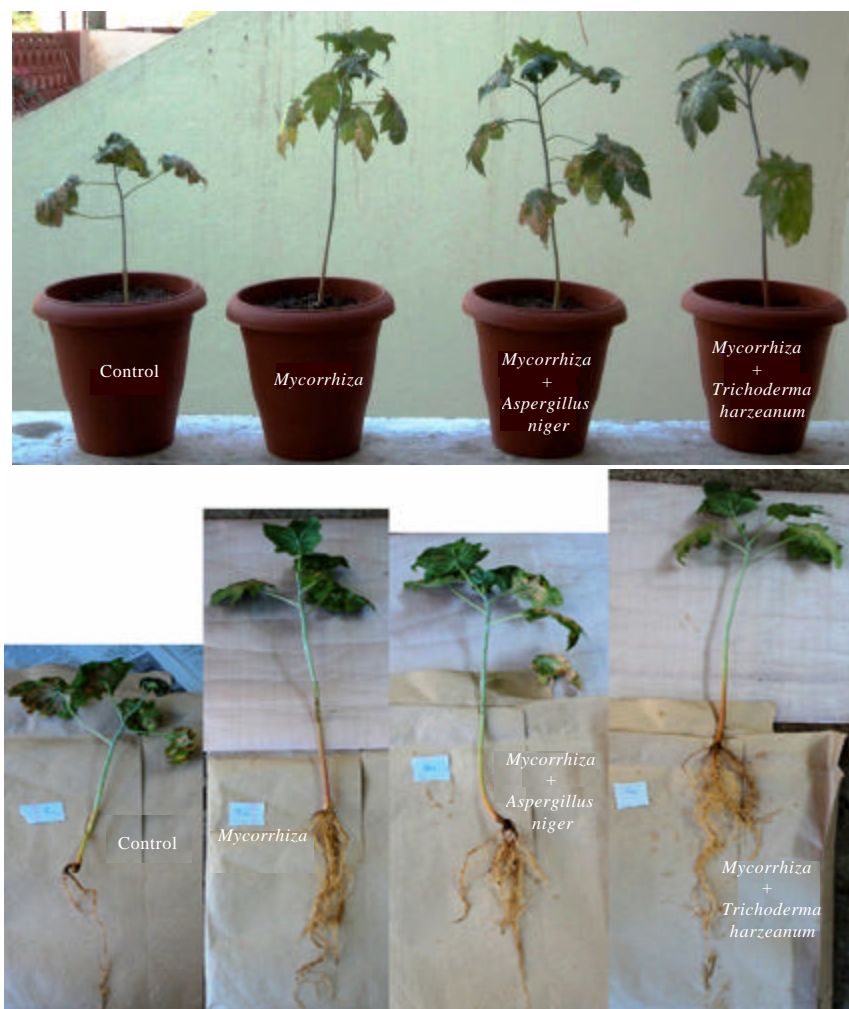 Control
Mycorrhiza
Mycorrhiza
+
Aspergillus
niger
Mycorrhiza
+
Trichoderma
harzeanum
Control
Mycorrhiza
Mycorrhiza
+
Aspergillus
niger
Mycorrhiza
+
Trichoderma
harzeanum